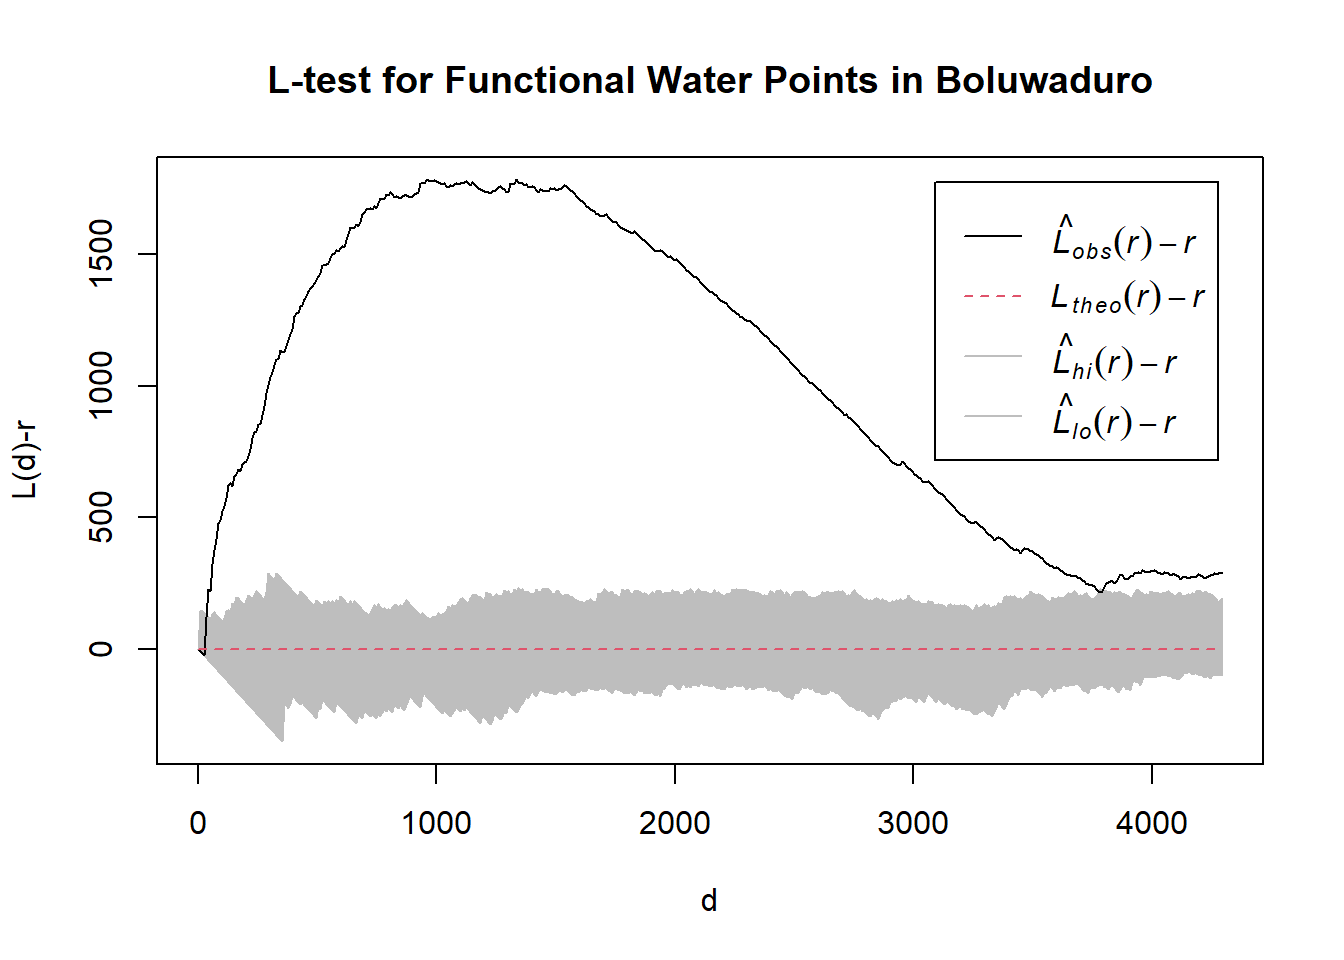 L-test for Functional Water Points in Boluwaduro
L(d)-r
1500
1000
500
0
L̂obs(r) − r
Ltheo(r) − r
L̂hi(r) − r
L̂lo(r) − r
0 1000 2000 3000 4000
d